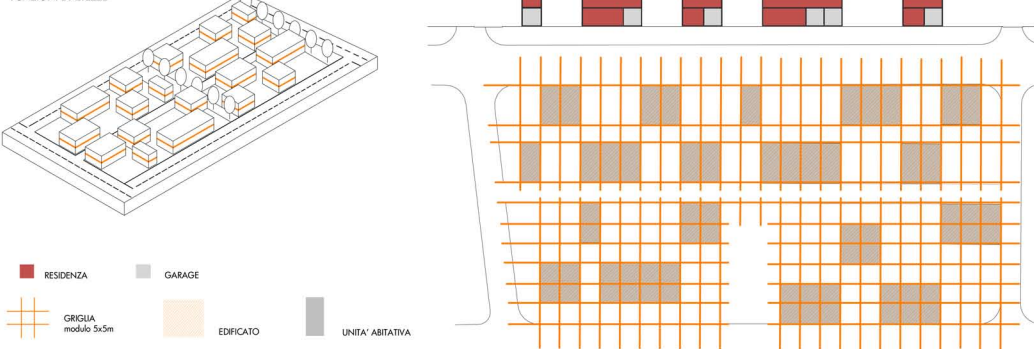 RESIDENZA
GARAGE
GRIGLIA
modulo 5x5m
EDIFICATO
UNITA' ABITATIVA